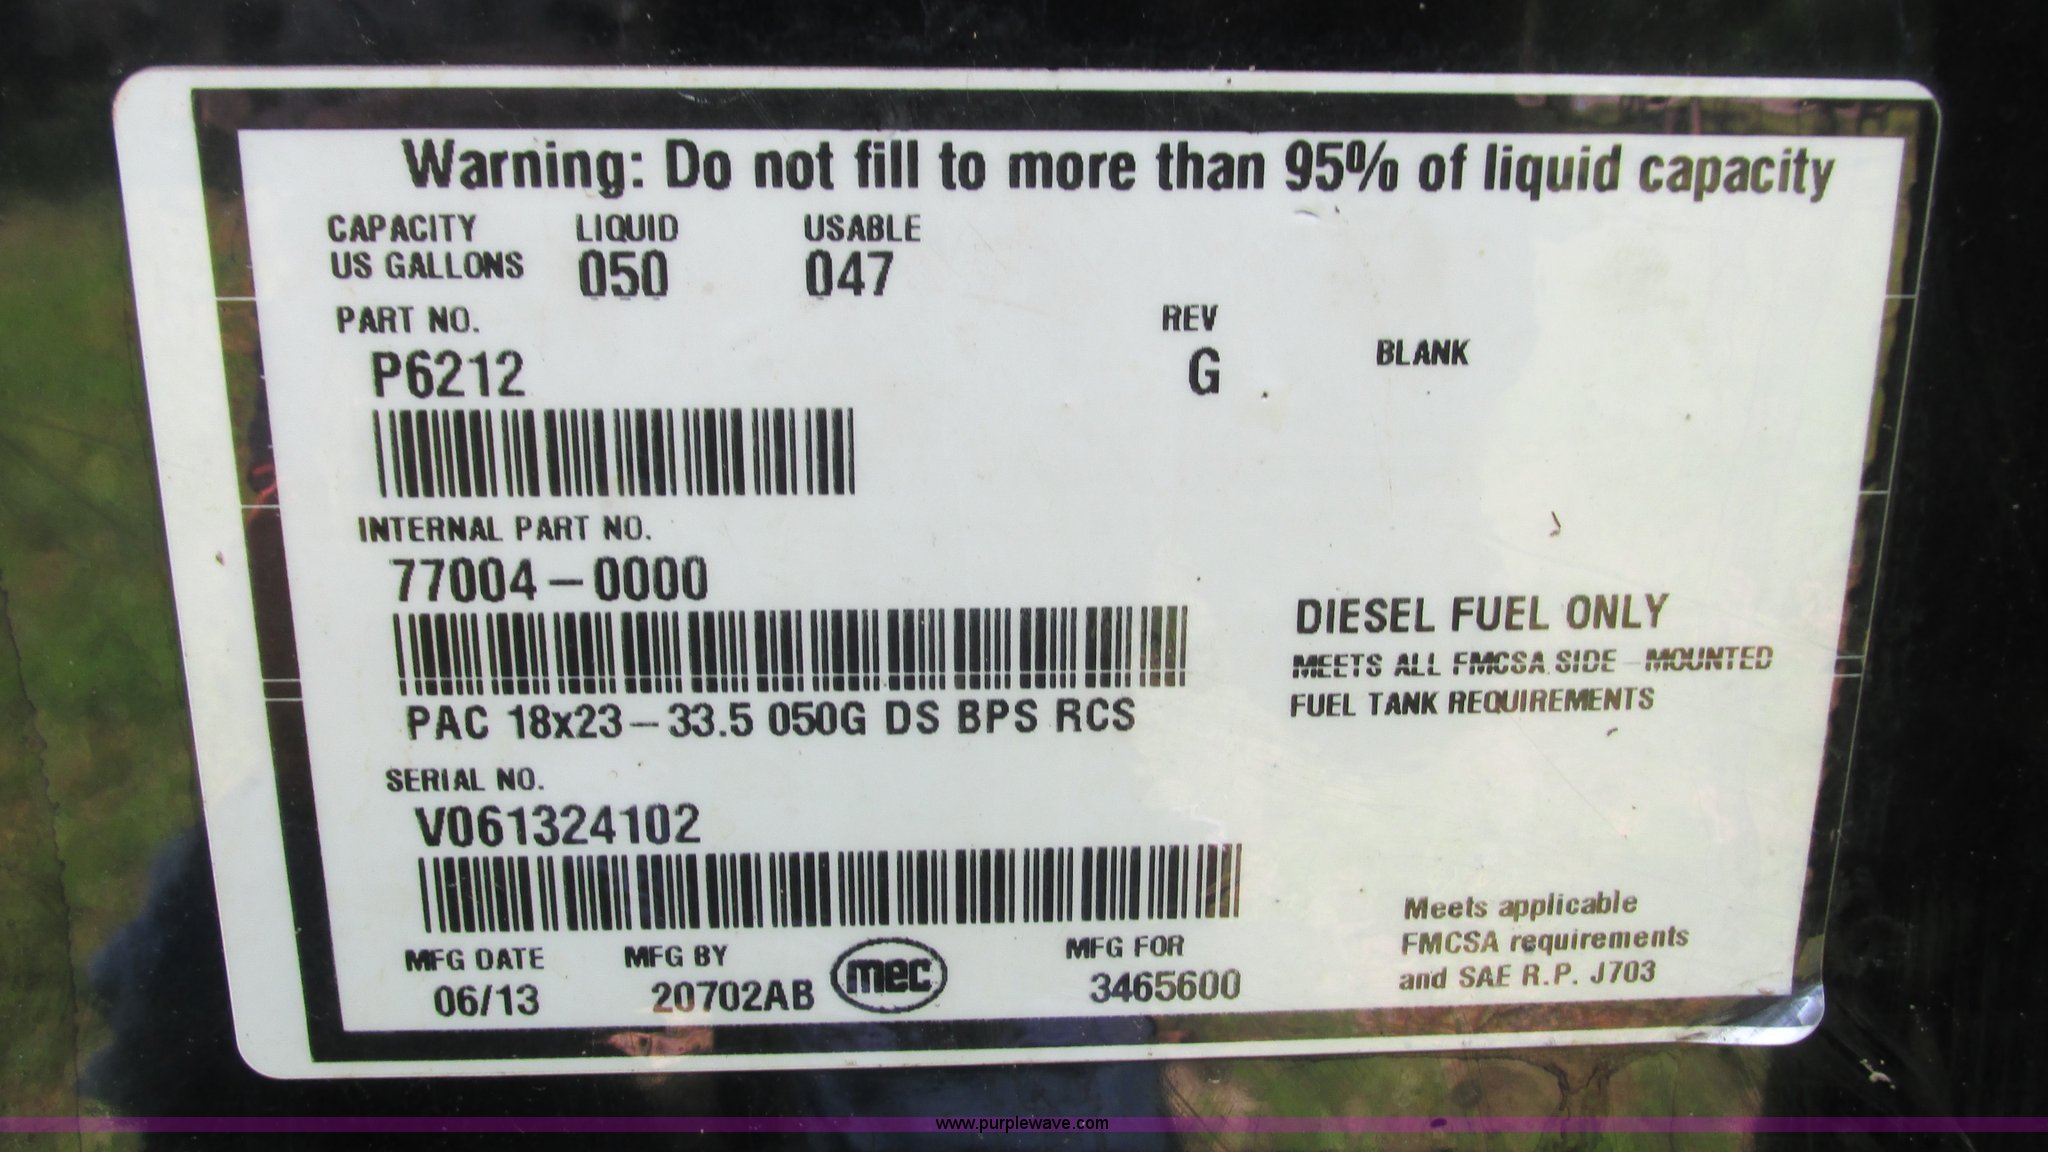 Warning: Do not fill to more than 95% of liquid capacity
CAPACITY LIQUID USABLE
US GALLONS 050 047
PART NO. REV
P6212 G BLANK
INTERNAL PART NO.
77004-0000
DIESEL FUEL ONLY
MEETS ALL FMCSA SIDE-MOUNTED
FUEL TANK REQUIREMENTS
PAC 18x23-33.5 050G DS BPS RCS
SERIAL NO.
V061324102
MFG DATE MFG BY mec MFG FOR
06/13 20702AB 3465600
Meets applicable
FMCSA requirements
and SAE R.P. J703
www.purplewave.com